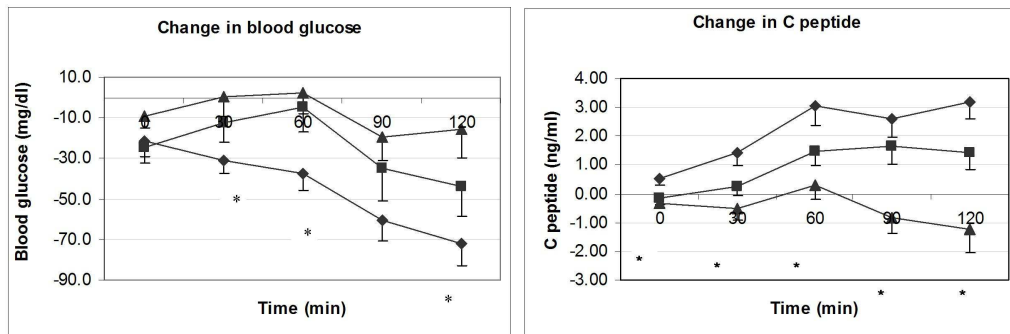 Change in blood glucose
Blood glucose (mg/dl)
10.0
-10.0
-30.0
-50.0
-70.0
-90.0
0 30 60 90 120
*
*
*
Time (min)
Change in C peptide
C peptide (ng/ml)
4.00
3.00
2.00
1.00
0.00
-1.00
-2.00
-3.00
0 30 60 90 120
* * *
* *
Time (min)